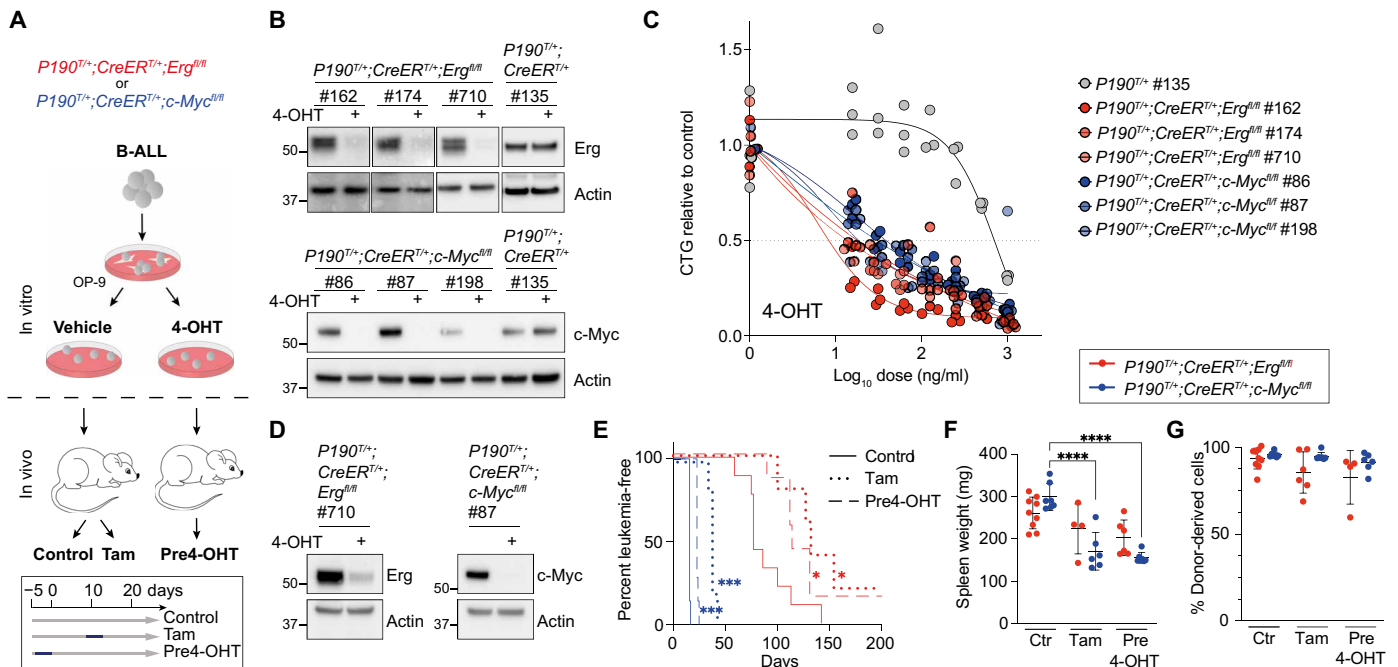 A
P190T/+;CreERT/+;Ergfl/fl
or
P190T/+;CreERT/+;c-Mycfl/fl
B-ALL
OP-9
In vitro
Vehicle
4-OHT
In vivo
Control Tam
Pre4-OHT
−5 0 10 20 days
Control
Tam
Pre4-OHT
B
P190T/+;CreERT/+;Ergfl/fl
P190T/+;
CreERT/+
#162 #174 #710 #135
4-OHT + + + +
50
Erg
37
Actin
P190T/+;CreERT/+;c-Mycfl/fl
P190T/+;
CreERT/+
#86 #87 #198 #135
4-OHT + + + +
50
c-Myc
37
Actin
C
CTG relative to control
1.5
1.0
0.5
0.0
4-OHT
0 1 2 3
Log10 dose (ng/ml)
P190T/+ #135
P190T/+;CreERT/+;Ergfl/fl #162
P190T/+;CreERT/+;Ergfl/fl #174
P190T/+;CreERT/+;Ergfl/fl #710
P190T/+;CreERT/+;c-Mycfl/fl #86
P190T/+;CreERT/+;c-Mycfl/fl #87
P190T/+;CreERT/+;c-Mycfl/fl #198
P190T/+;CreERT/+;Ergfl/fl
P190T/+;CreERT/+;c-Mycfl/fl
D
P190T/+;
CreERT/+;
Ergfl/fl
#710
4-OHT +
50
Erg
37
Actin
P190T/+;
CreERT/+;
c-Mycfl/fl
#87
+
50
c-Myc
37
Actin
E
Percent leukemia-free
100
50
0
0 50 100 150 200
Days
Control
Tam
Pre4-OHT
***
***
*
*
F
Spleen weight (mg)
400
300
200
100
0
****
****
Ctr Tam Pre
4-OHT
G
% Donor-derived cells
100
50
0
Ctr Tam Pre
4-OHT